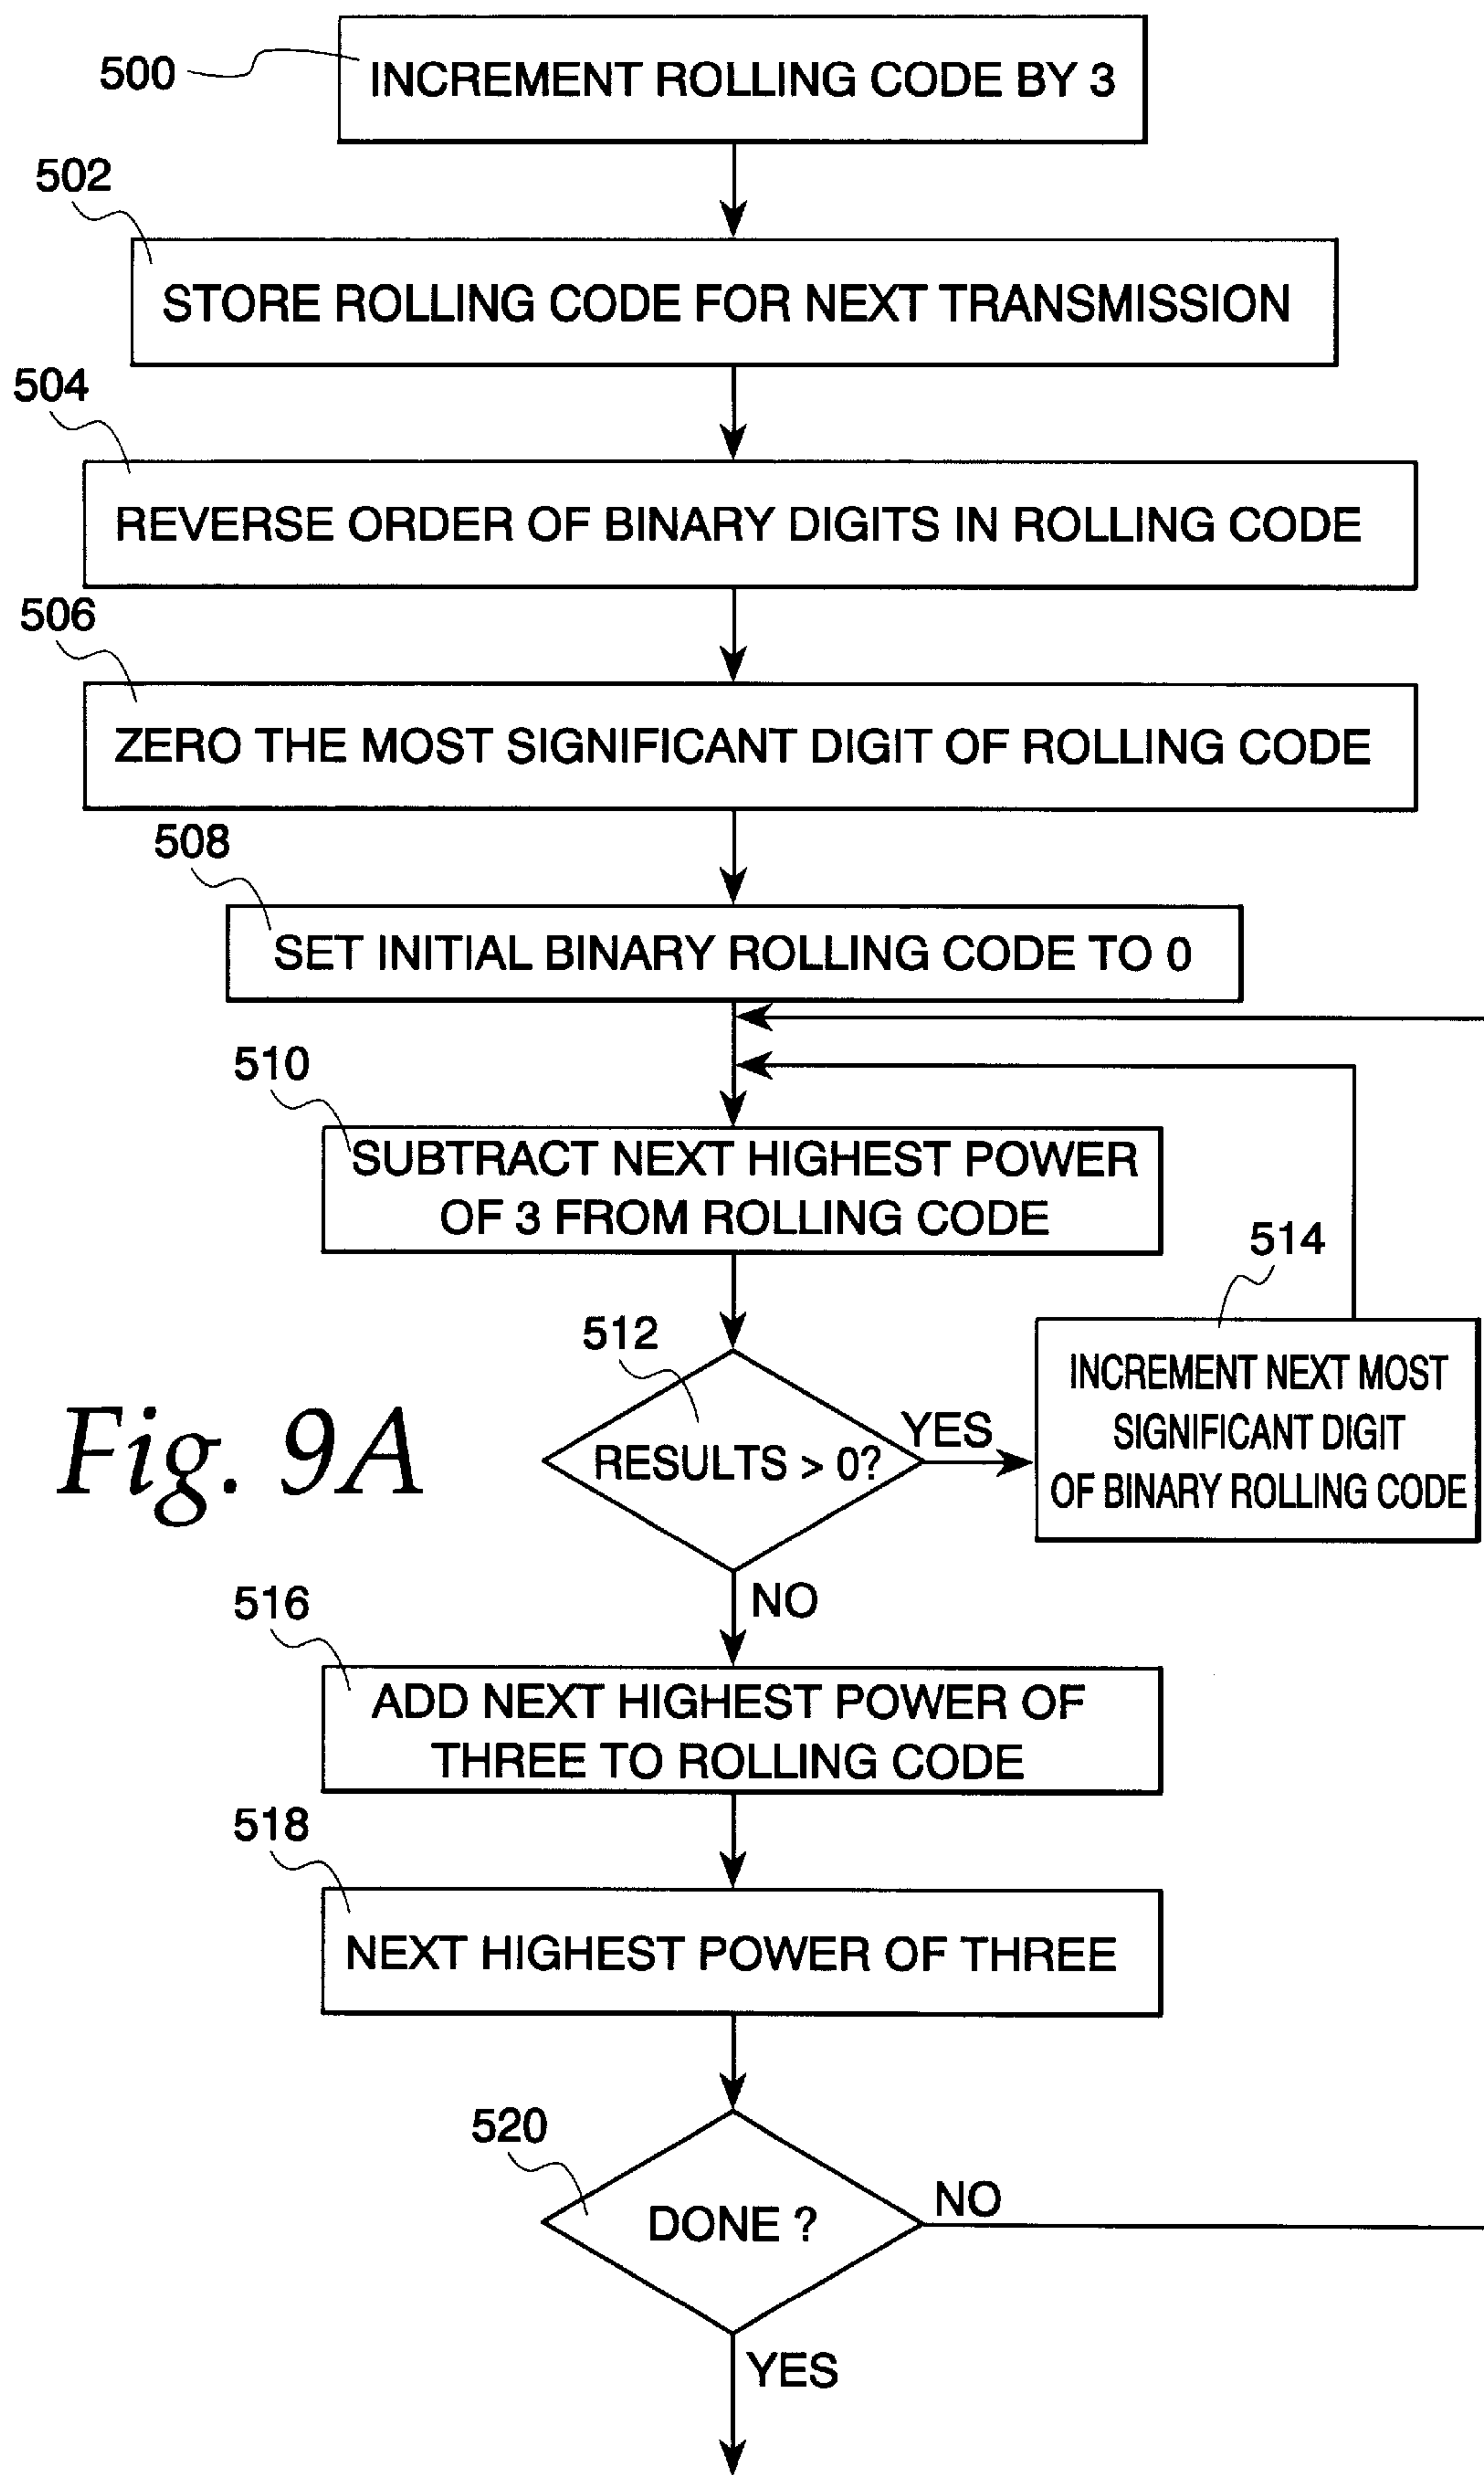 500
INCREMENT ROLLING CODE BY 3
502
STORE ROLLING CODE FOR NEXT TRANSMISSION
504
REVERSE ORDER OF BINARY DIGITS IN ROLLING CODE
506
ZERO THE MOST SIGNIFICANT DIGIT OF ROLLING CODE
508
SET INITIAL BINARY ROLLING CODE TO 0
510
SUBTRACT NEXT HIGHEST POWER
OF 3 FROM ROLLING CODE
512
RESULTS > 0?
YES
514
INCREMENT NEXT MOST
SIGNIFICANT DIGIT
OF BINARY ROLLING CODE
Fig. 9A
NO
516
ADD NEXT HIGHEST POWER OF
THREE TO ROLLING CODE
518
NEXT HIGHEST POWER OF THREE
520
DONE ?
NO
YES